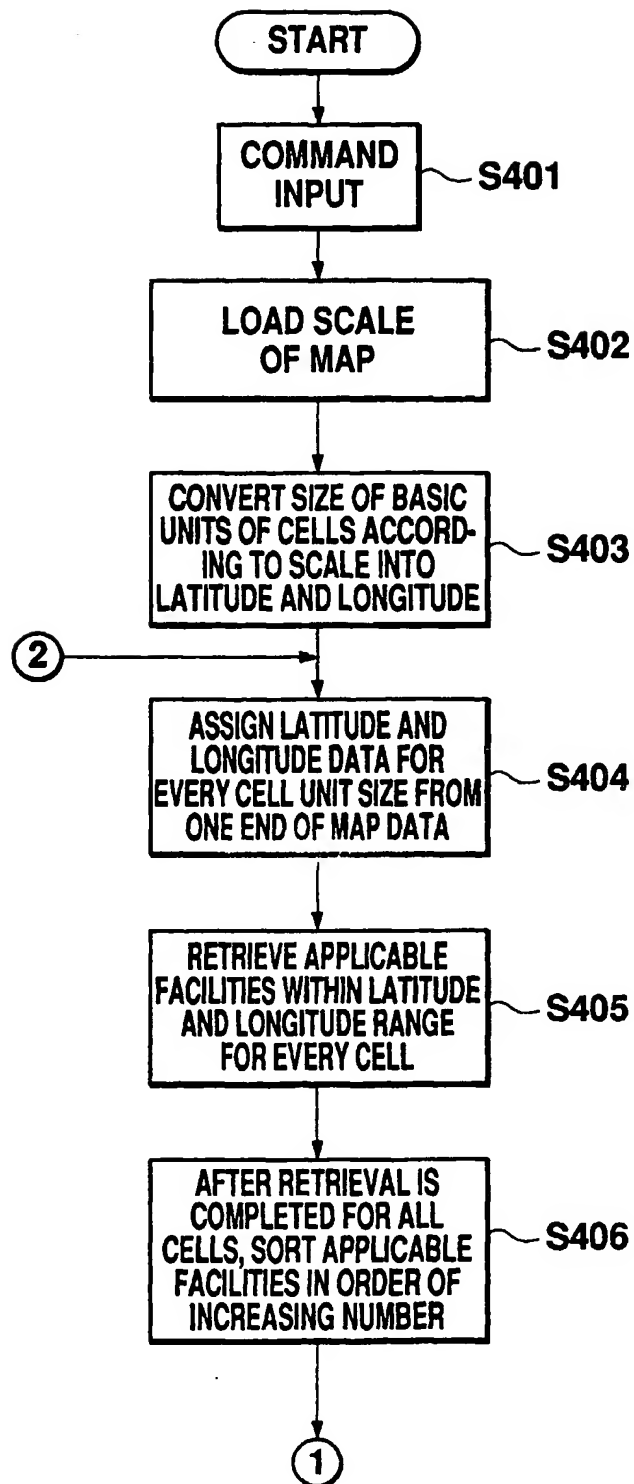 START
COMMAND
INPUT
S401
LOAD SCALE
OF MAP
S402
CONVERT SIZE OF BASIC
UNITS OF CELLS ACCORD-
ING TO SCALE INTO
LATITUDE AND LONGITUDE
S403
2
ASSIGN LATITUDE AND
LONGITUDE DATA FOR
EVERY CELL UNIT SIZE FROM
ONE END OF MAP DATA
S404
RETRIEVE APPLICABLE
FACILITIES WITHIN LATITUDE
AND LONGITUDE RANGE
FOR EVERY CELL
S405
AFTER RETRIEVAL IS
COMPLETED FOR ALL
CELLS, SORT APPLICABLE
FACILITIES IN ORDER OF
INCREASING NUMBER
S406
1